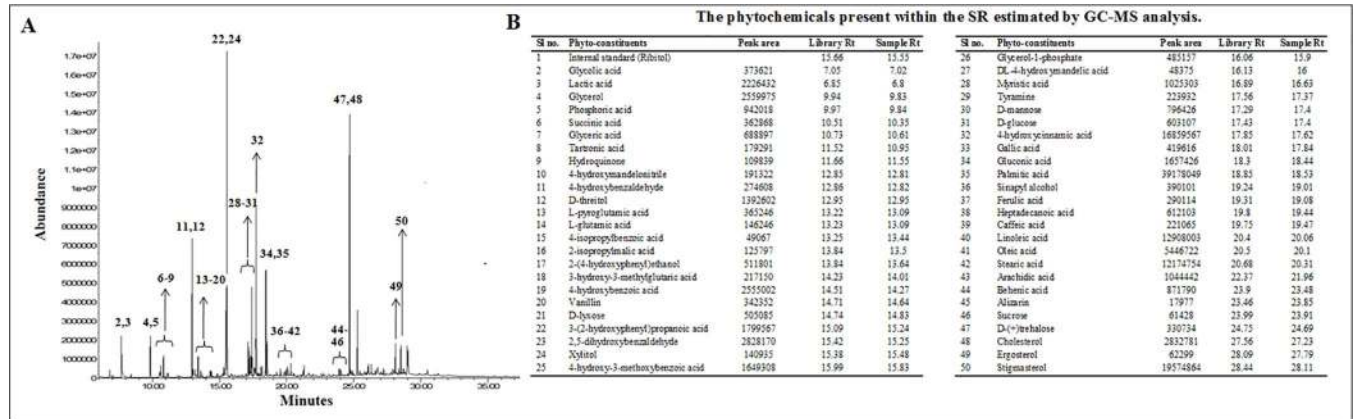 A
B
The phytochemicals present within the SR estimated by GC-MS analysis.
Abundance
1.7e+07
1.6e+07
1.5e+07
1.4e+07
1.3e+07
1.2e+07
1.1e+07
1e+07
9000000
8000000
7000000
6000000
5000000
4000000
3000000
2000000
1000000
10.00 15.00 20.00 25.00 30.00 35.00
Minutes
2,3
4,5
6-9
11,12
13-20
22,24
28-31
32
34,35
36-42
44-46
47,48
49
50
Sl no. Phyto-constituents Peak area Library Rt Sample Rt
1 Internal standard (Ribitol) 15.66 15.55
2 Glycolic acid 373621 7.05 7.02
3 Lactic acid 2226432 6.85 6.8
4 Glycerol 2559975 9.94 9.83
5 Phosphoric acid 942018 9.97 9.84
6 Succinic acid 362868 10.51 10.35
7 Glyceric acid 688897 10.73 10.61
8 Tartronic acid 179291 11.52 10.95
9 Hydroquinone 109839 11.66 11.55
10 4-hydroxymandelonitrile 191322 12.85 12.81
11 4-hydroxybenzaldehyde 274608 12.86 12.82
12 D-threitol 1392602 12.95 12.95
13 L-pyroglutamic acid 365246 13.22 13.09
14 L-glutamic acid 146246 13.23 13.09
15 4-isopropylbenzoic acid 49067 13.25 13.44
16 2-isopropylmalic acid 125797 13.84 13.5
17 2-(4-hydroxyphenyl)ethanol 511801 13.84 13.64
18 3-hydroxy-3-methylglutaric acid 217150 14.23 14.01
19 4-hydroxybenzoic acid 2555002 14.51 14.27
20 Vanillin 342352 14.71 14.64
21 D-lyxose 505085 14.74 14.83
22 3-(2-hydroxyphenyl)propanoic acid 1799567 15.09 15.24
23 2,5-dihydroxybenzaldehyde 2828170 15.42 15.25
24 Xylitol 140935 15.38 15.48
25 4-hydroxy-3-methoxybenzoic acid 1649308 15.99 15.83
Sl no. Phyto-constituents Peak area Library Rt Sample Rt
26 Glycerol-1-phosphate 485157 16.06 15.9
27 DL-4-hydroxymandelic acid 48375 16.13 16
28 Myristic acid 1025303 16.89 16.63
29 Tyramine 223932 17.56 17.37
30 D-mannose 796426 17.29 17.4
31 D-glucose 603107 17.43 17.4
32 4-hydroxycinnamic acid 16859567 17.85 17.62
33 Gallic acid 419616 18.01 17.84
34 Gluconic acid 1657426 18.3 18.44
35 Palmitic acid 39178049 18.85 18.53
36 Sinapyl alcohol 390101 19.24 19.01
37 Ferulic acid 290114 19.31 19.08
38 Heptadecanoic acid 612103 19.8 19.44
39 Caffeic acid 221065 19.75 19.47
40 Linoleic acid 12908003 20.4 20.06
41 Oleic acid 5446722 20.5 20.1
42 Stearic acid 12174754 20.68 20.31
43 Arachidic acid 1044442 22.37 21.96
44 Behenic acid 871790 23.9 23.48
45 Alizarin 17977 23.46 23.85
46 Sucrose 61428 23.99 23.91
47 D-(+)trehalose 330734 24.75 24.69
48 Cholesterol 2832781 27.56 27.23
49 Ergosterol 62299 28.09 27.79
50 Stigmasterol 19574864 28.44 28.11